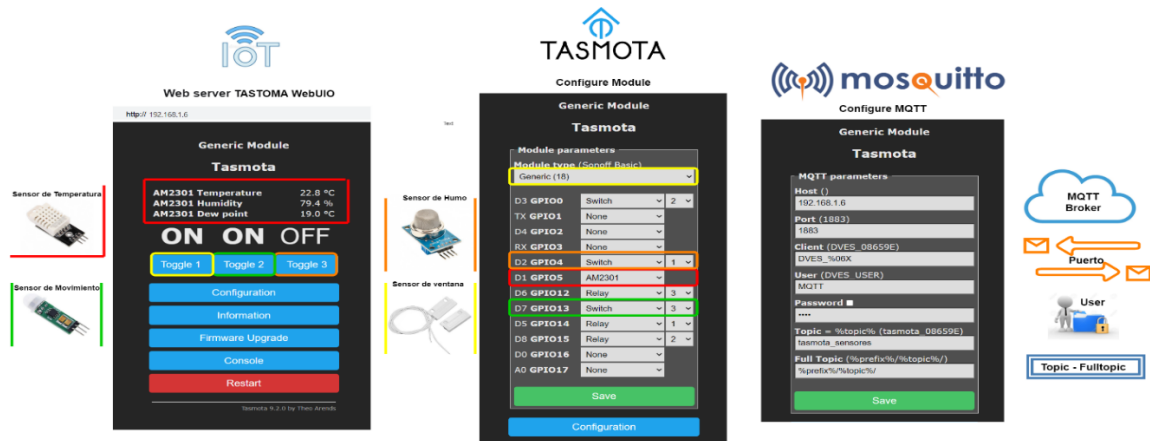 IoT
Web server TASTOMA WebUIO
http:// 192.168.1.6
Generic Module
Tasmota
AM2301 Temperature 22.8 °C
AM2301 Humidity 79.4 %
AM2301 Dew point 19.0 °C
ON ON OFF
Toggle 1 Toggle 2 Toggle 3
Configuration
Information
Firmware Upgrade
Console
Restart
Tasmota 9.2.0 by Theo Arends
Sensor de Temperatura
Sensor de Movimiento
TASMOTA
Configure Module
Text
Generic Module
Tasmota
Module parameters
Module type (Sonoff Basic)
Generic (18)
D3 GPIO0 Switch 2
TX GPIO1 None
D4 GPIO2 None
RX GPIO3 None
D2 GPIO4 Switch 1
D1 GPIO5 AM2301
D6 GPIO12 Relay 3
D7 GPIO13 Switch 3
D5 GPIO14 Relay 1
D8 GPIO15 Relay 2
D0 GPIO16 None
A0 GPIO17 None
Save
Configuration
Sensor de Humo
Sensor de ventana
mosquitto
Configure MQTT
Generic Module
Tasmota
MQTT parameters
Host ()
192.168.1.6
Port (1883)
1883
Client (DVES_08659E)
DVES_%06X
User (DVES_USER)
MQTT
Password
••••
Topic = %topic% (tasmota_08659E)
tasmota_sensores
Full Topic (%prefix%/%topic%/)
%prefix%/%topic%/
Save
MQTT
Broker
Puerto
User
Topic - Fulltopic